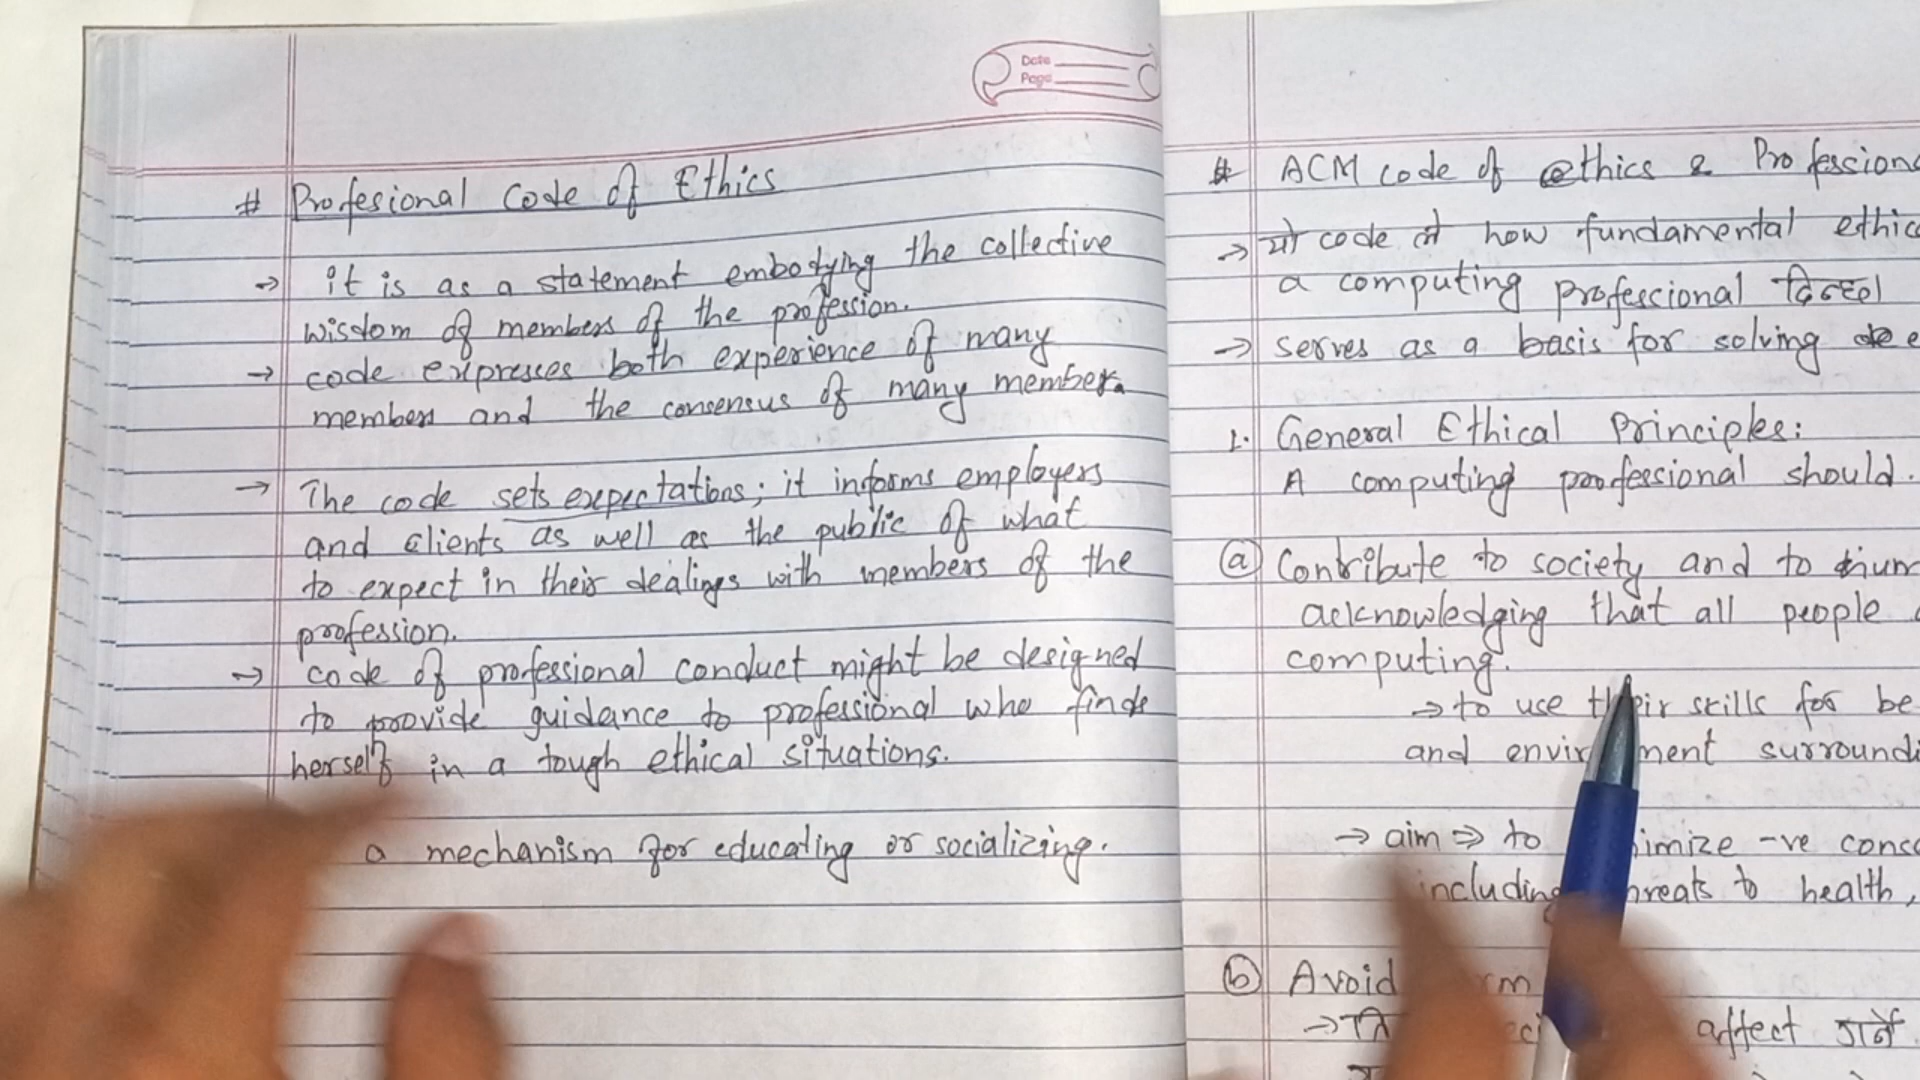 Date
Page
# Profesional Code of Ethics
→ it is as a statement embodying the collective
wisdom of members of the profession.
→ code expresses both experience of many
members and the consensus of many members.
→ The code sets expectations; it informs employers
and clients as well as the public of what
to expect in their dealings with members of the
profession.
→ code of professional conduct might be designed
to provide guidance to professional who finds
herself in a tough ethical situations.
a mechanism for educating or socializing.
# ACM code of ethics & Profession
→ यो code ले how fundamental ethic
a computing professional दिन्छ।
→ serves as a basis for solving
1. General Ethical Principles:
A computing professional should.
(a) Contribute to society and to
acknowledging that all people
computing.
→ to use their skills for be
and environment surroundi
→ aim ⇒ to -ve
including threats to health,
(b) Avoid
→ affect गर्ने